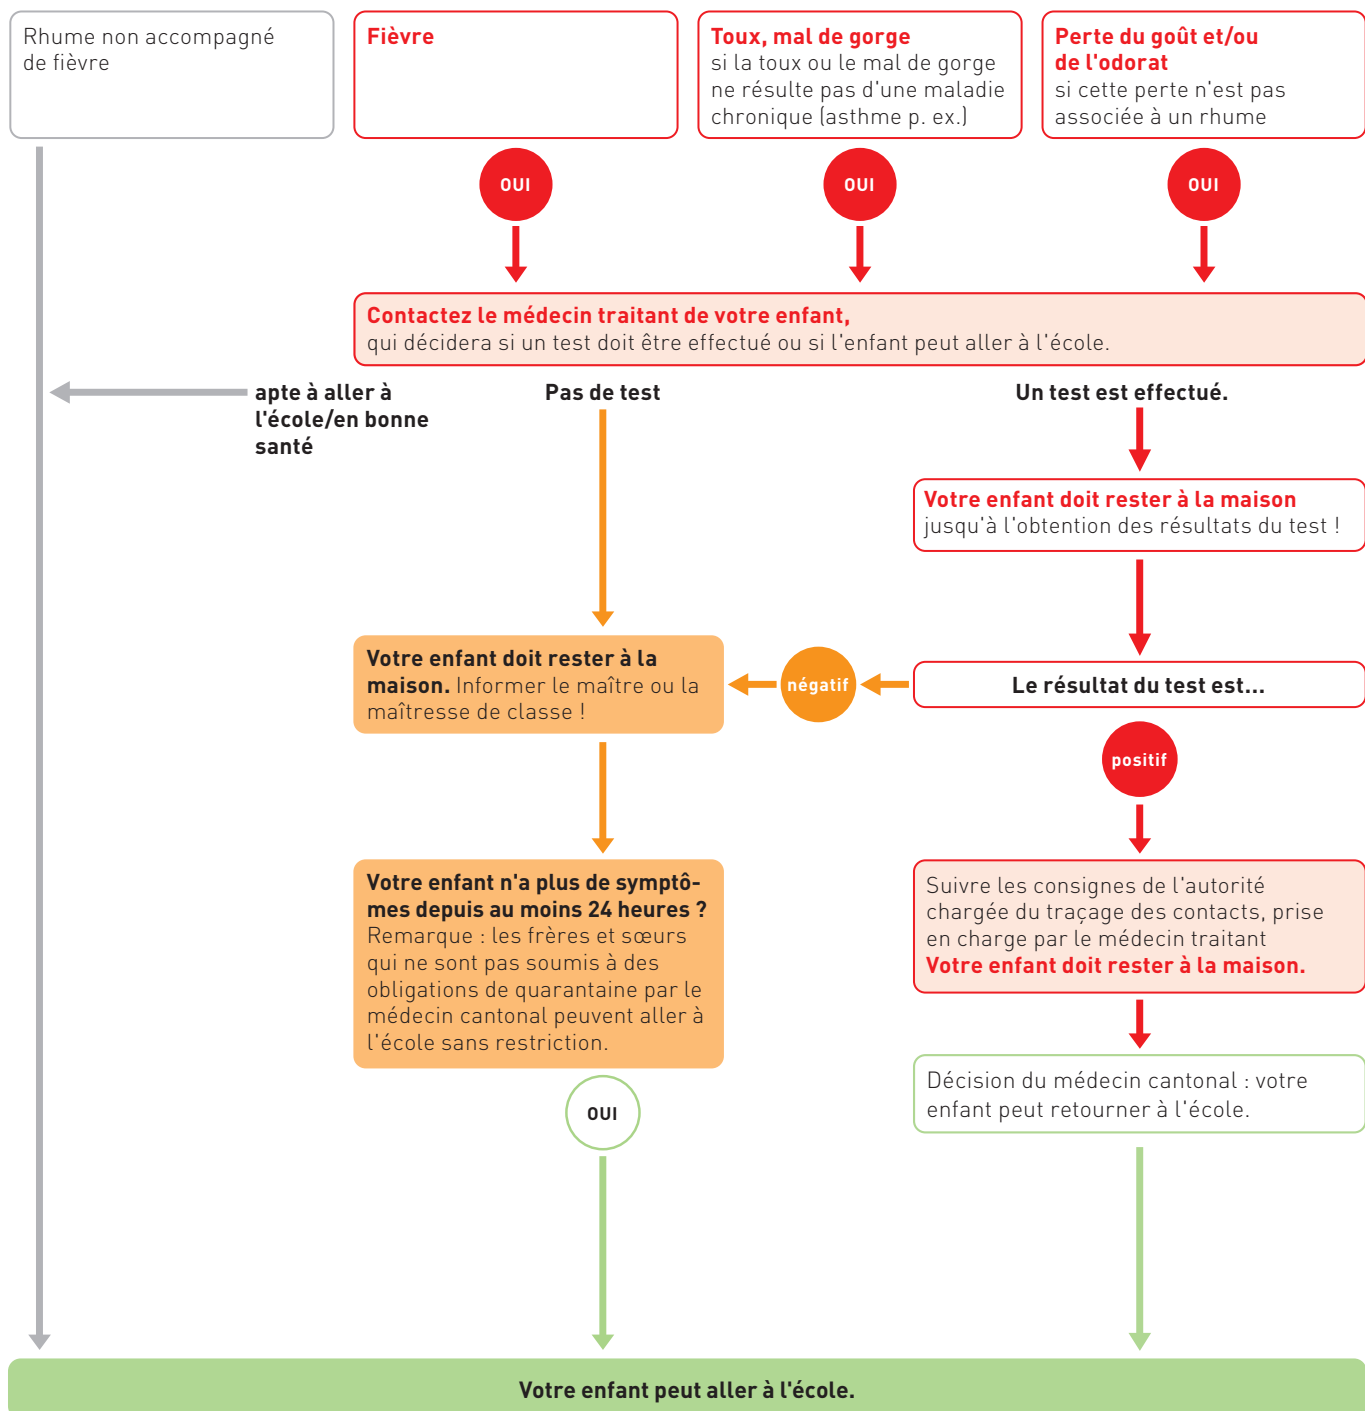 Rhume non accompagné
de fièvre
Fièvre
Toux, mal de gorge
si la toux ou le mal de gorge
ne résulte pas d'une maladie
chronique (asthme p. ex.)
Perte du goût et/ou
de l'odorat
si cette perte n'est pas
associée à un rhume
OUI
OUI
OUI
Contactez le médecin traitant de votre enfant,
qui décidera si un test doit être effectué ou si l'enfant peut aller à l'école.
apte à aller à
l'école/en bonne
santé
Pas de test
Un test est effectué.
Votre enfant doit rester à la maison
jusqu'à l'obtention des résultats du test !
Votre enfant doit rester à la
maison. Informer le maître ou la
maîtresse de classe !
négatif
Le résultat du test est...
positif
Votre enfant n'a plus de symptô-
mes depuis au moins 24 heures ?
Remarque : les frères et sœurs
qui ne sont pas soumis à des
obligations de quarantaine par le
médecin cantonal peuvent aller à
l'école sans restriction.
Suivre les consignes de l'autorité
chargée du traçage des contacts, prise
en charge par le médecin traitant
Votre enfant doit rester à la maison.
OUI
Décision du médecin cantonal : votre
enfant peut retourner à l'école.
Votre enfant peut aller à l'école.